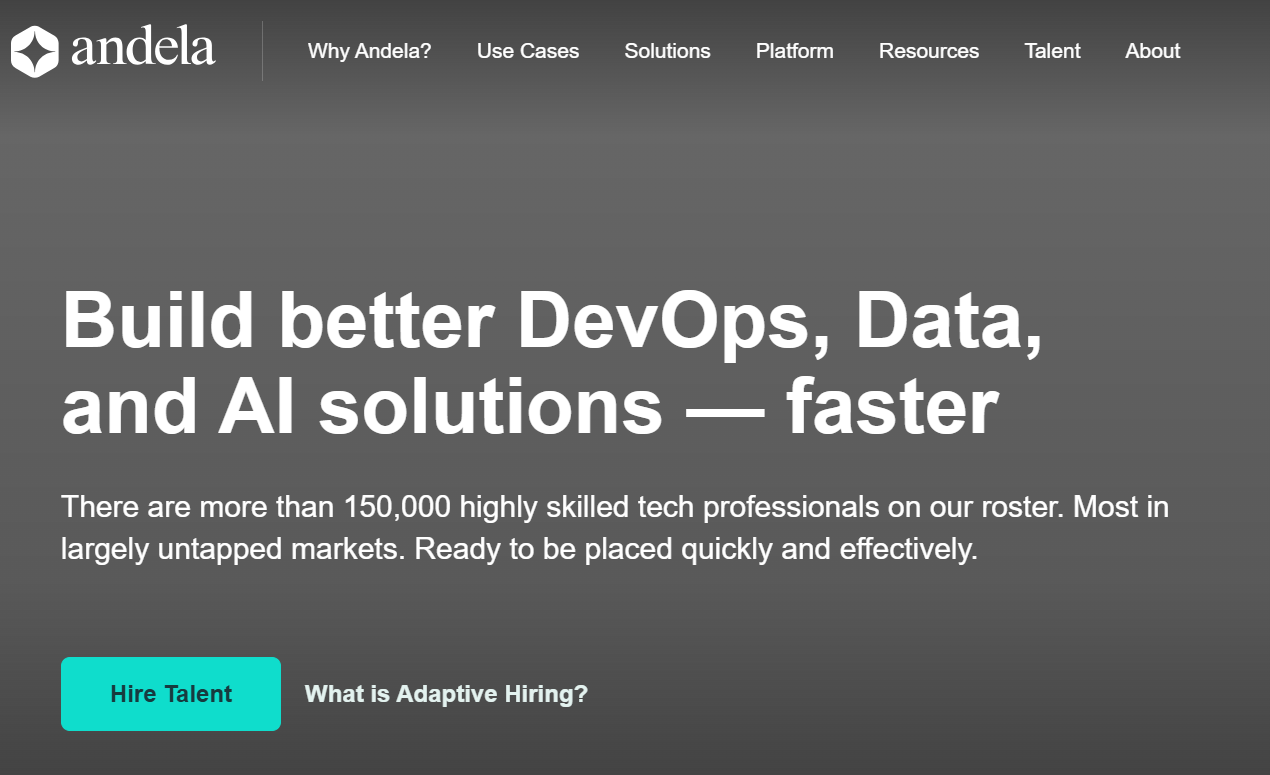 andela
Why Andela?
Use Cases
Solutions
Platform
Resources
Talent
About
Build better DevOps, Data,
and AI solutions — faster
There are more than 150,000 highly skilled tech professionals on our roster. Most in
largely untapped markets. Ready to be placed quickly and effectively.
Hire Talent
What is Adaptive Hiring?